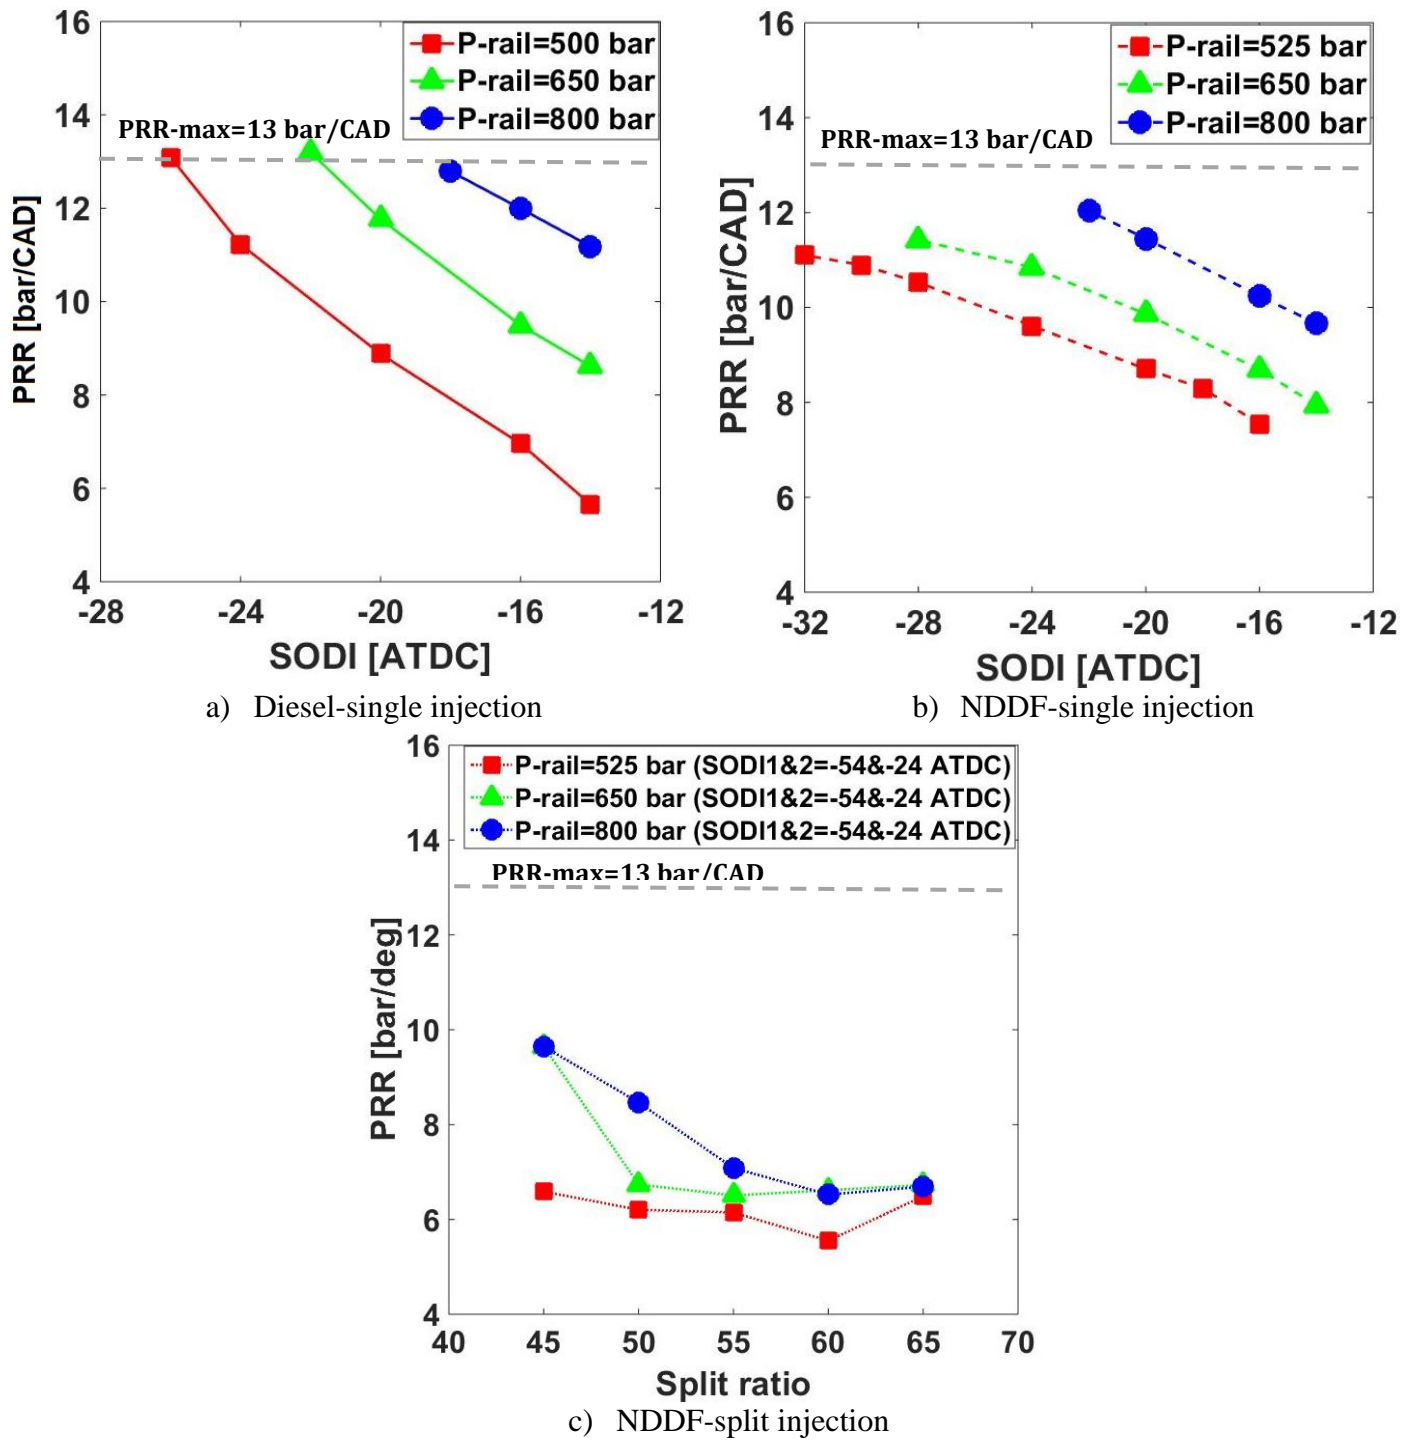 16
14
12
10
8
6
4
PRR [bar/CAD]
P-rail=500 bar
P-rail=650 bar
P-rail=800 bar
PRR-max=13 bar/CAD
-28 -24 -20 -16 -12
SODI [ATDC]
a) Diesel-single injection
16
14
12
10
8
6
4
PRR [bar/CAD]
P-rail=525 bar
P-rail=650 bar
P-rail=800 bar
PRR-max=13 bar/CAD
-32 -28 -24 -20 -16 -12
SODI [ATDC]
b) NDDF-single injection
16
14
12
10
8
6
4
PRR [bar/deg]
P-rail=525 bar (SODI1&2=-54&-24 ATDC)
P-rail=650 bar (SODI1&2=-54&-24 ATDC)
P-rail=800 bar (SODI1&2=-54&-24 ATDC)
PRR-max=13 bar/CAD
40 45 50 55 60 65 70
Split ratio
c) NDDF-split injection